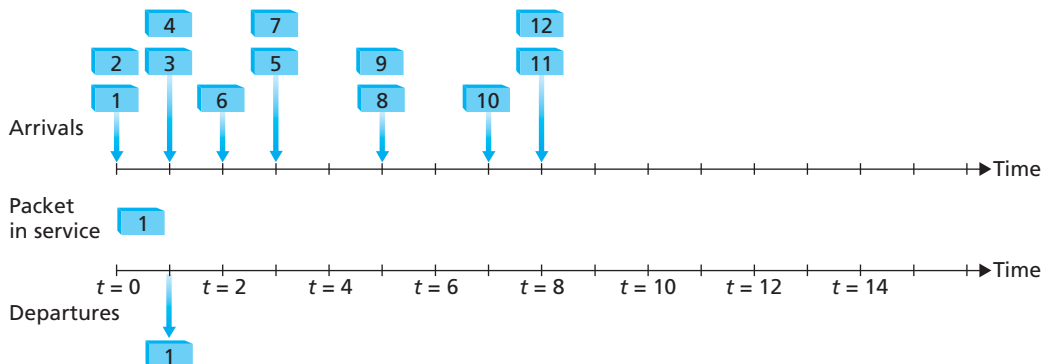 4 7 12
2 3 5 9 11
1 6 8 10
Arrivals
Time
Packet
in service
1
Time
t = 0 t = 2 t = 4 t = 6 t = 8 t = 10 t = 12 t = 14
Departures
1